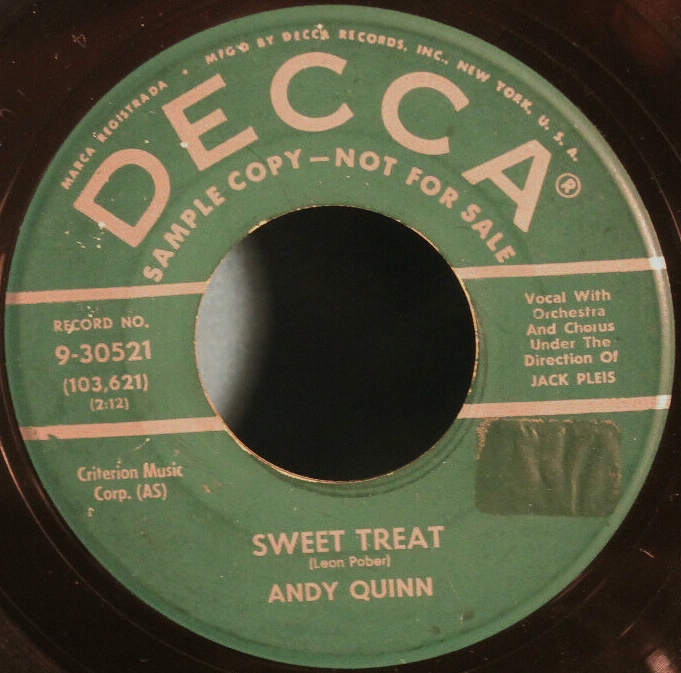 MARCA REGISTRADA • MFG'D BY DECCA RECORDS, INC., NEW YORK, U. S. A.
DECCA®
SAMPLE COPY—NOT FOR SALE
RECORD NO.
9-30521
(103,621)
(2:12)
Vocal With
Orchestra
And Chorus
Under The
Direction Of
JACK PLEIS
Criterion Music
Corp. (AS)
SWEET TREAT
(Leon Pober)
ANDY QUINN